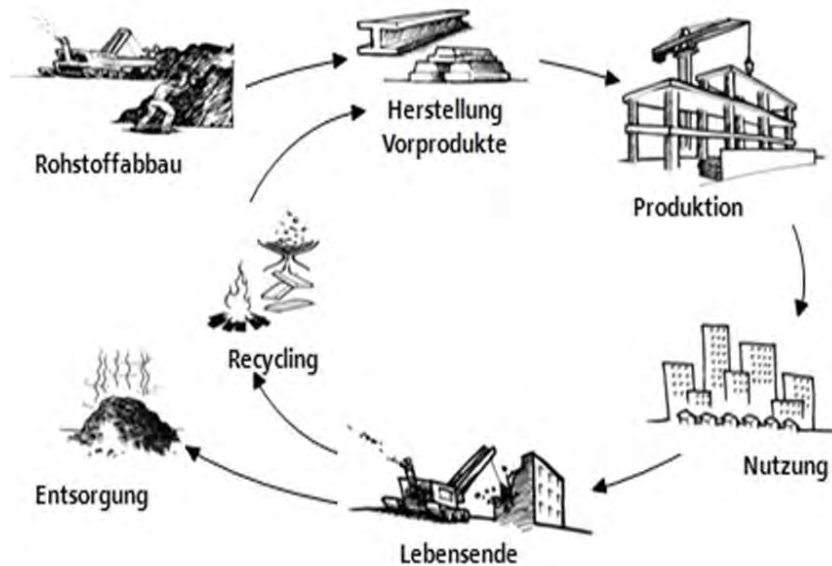 Rohstoffabbau
Herstellung
Vorprodukte
Produktion
Nutzung
Lebensende
Recycling
Entsorgung